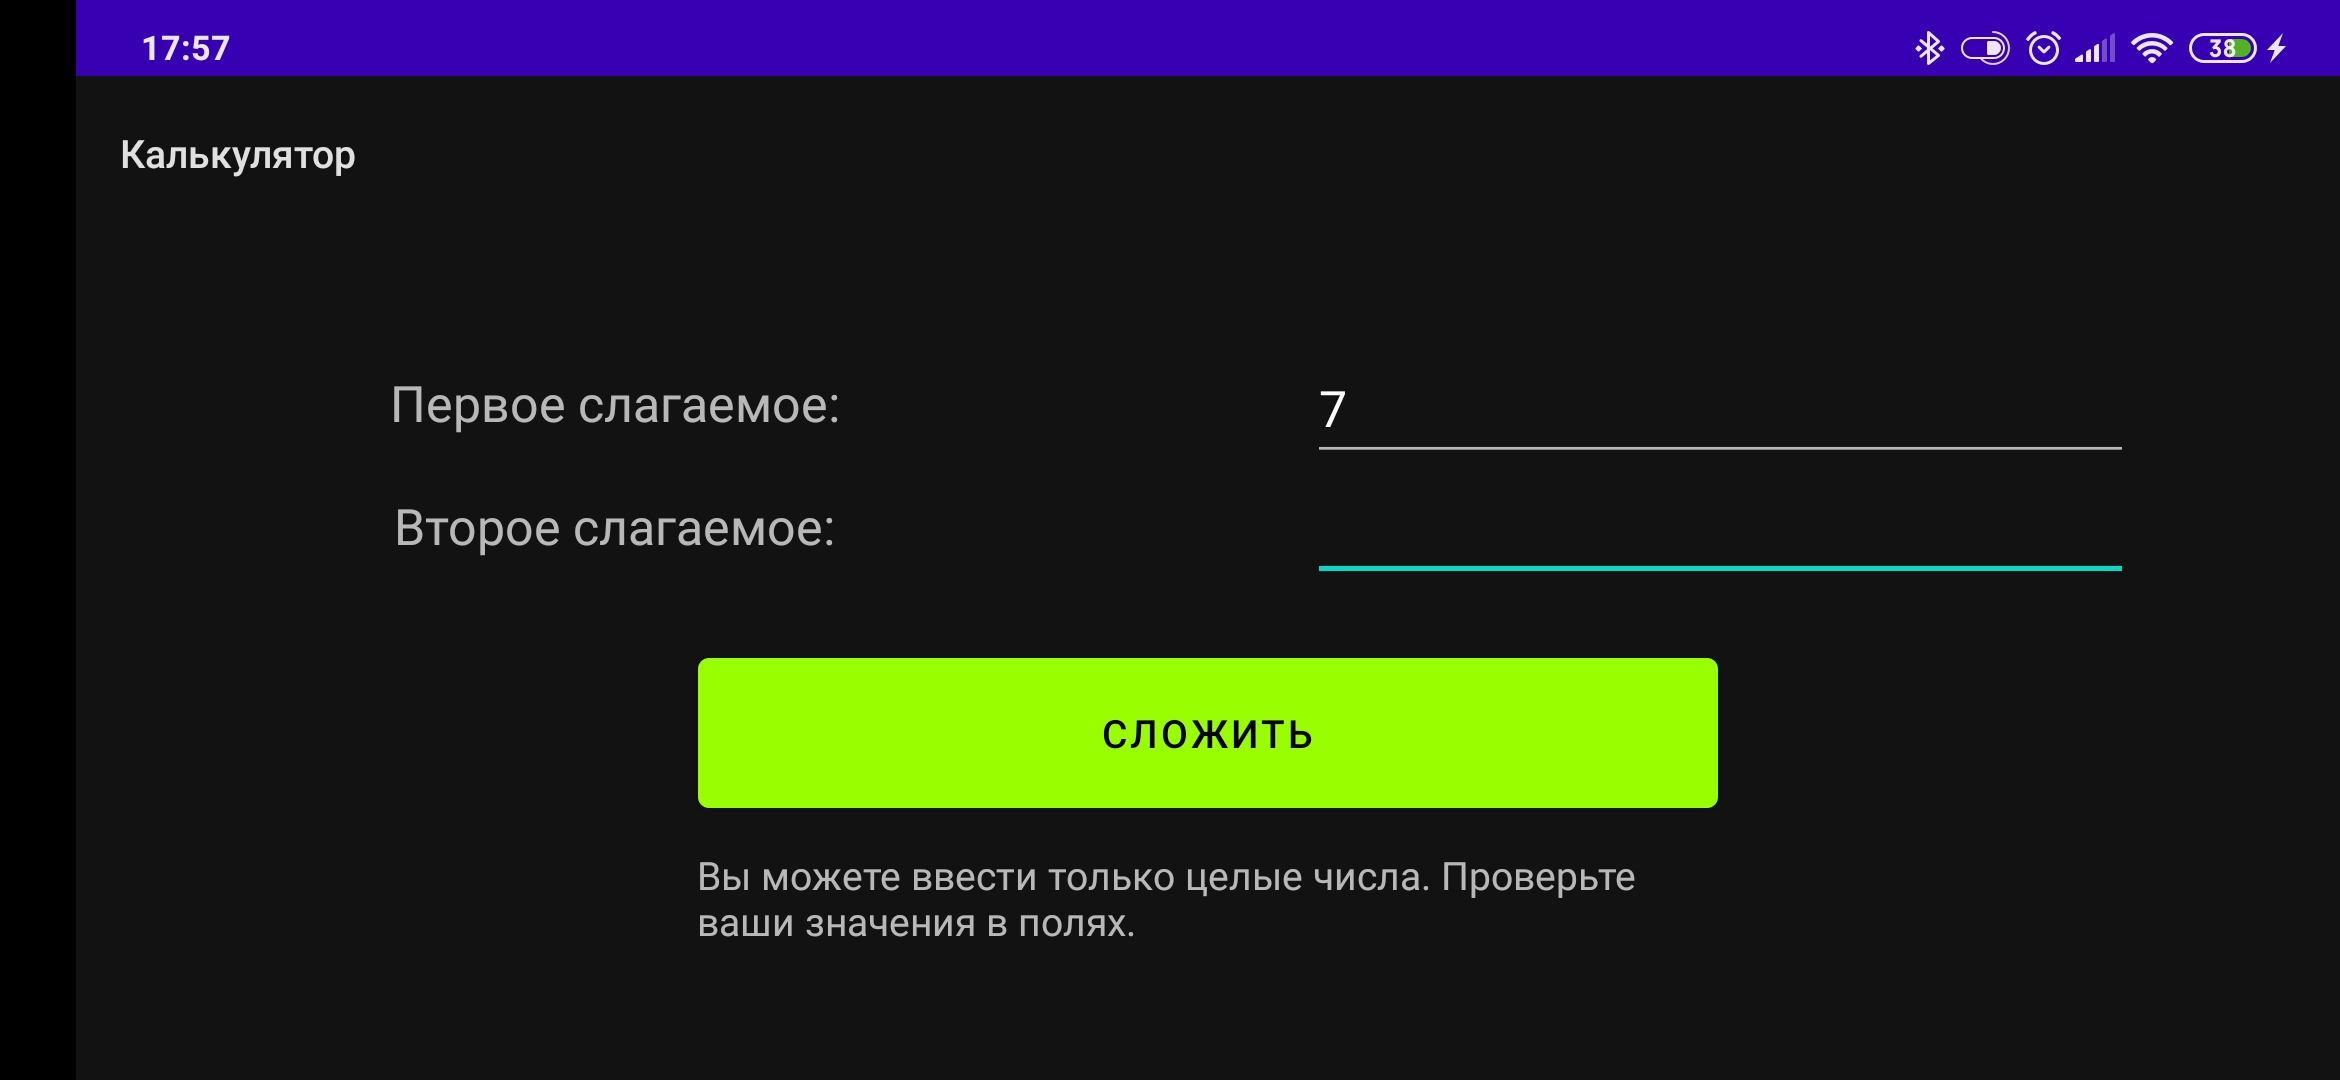 17:57
38
Калькулятор
Первое слагаемое:
7
Второе слагаемое:
СЛОЖИТЬ
Вы можете ввести только целые числа. Проверьте
ваши значения в полях.